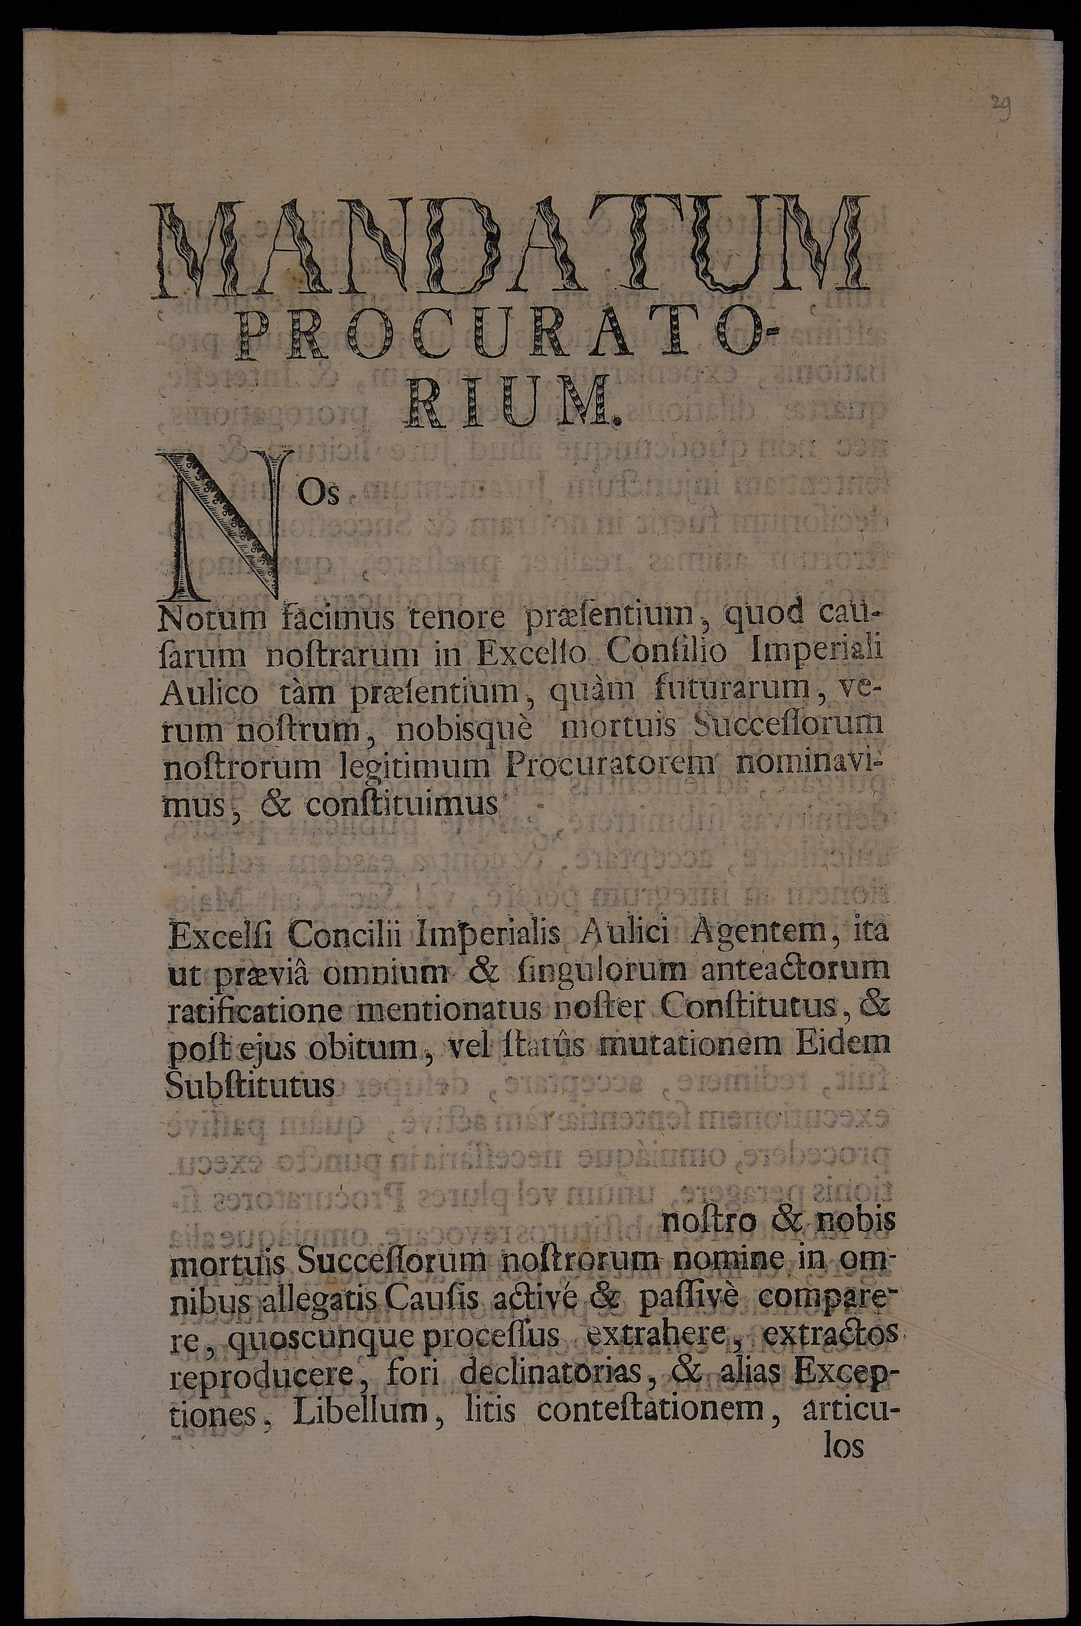 29
MANDATUM
PROCURATO-
RIUM.
NOs
Notum facimus tenore præſentium, quod cau-
ſarum noſtrarum in Excelſo Conſilio Imperiali
Aulico tàm præſentium, quàm futurarum, ve-
rum noſtrum, nobisquè mortuis Succeſſorum
noſtrorum legitimum Procuratorem nominavi-
mus, & conſtituimus
Excelſi Concilii Imperialis Aulici Agentem, ita
ut præviâ omnium & ſingulorum anteactorum
ratificatione mentionatus noſter Conſtitutus, &
poſt ejus obitum, vel ſtatûs mutationem Eidem
Subſtitutus
noſtro & nobis
mortuis Succeſſorum noſtrorum nomine in om-
nibus allegatis Cauſis activé & paſſivè compare-
re, quoscunque proceſſus extrahere, extractos
reproducere, fori declinatorias, & alias Excep-
tiones, Libellum, litis conteſtationem, articu-
los